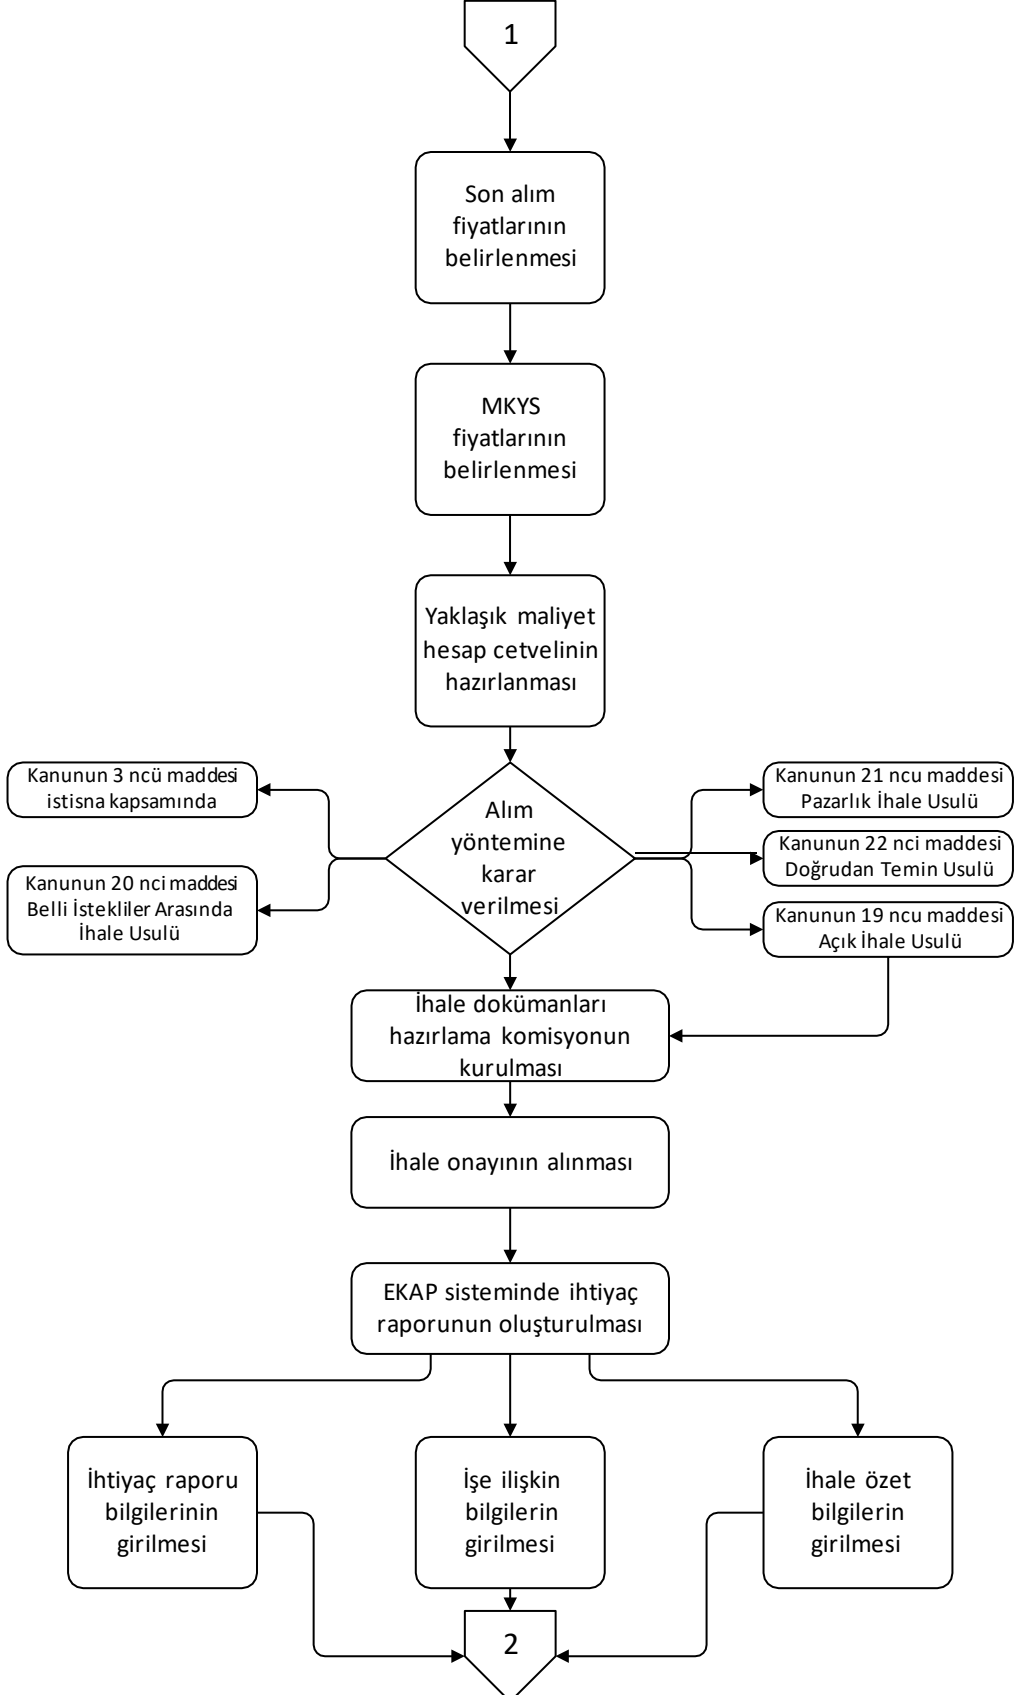 1
Son alım
fiyatlarının
belirlenmesi
MKYS
fiyatlarının
belirlenmesi
Yaklaşık maliyet
hesap cetvelinin
hazırlanması
Kanunun 3 ncü maddesi
istisna kapsamında
Kanunun 20 nci maddesi
Belli İstekliler Arasında
İhale Usulü
Alım
yöntemine
karar
verilmesi
Kanunun 21 ncu maddesi
Pazarlık İhale Usulü
Kanunun 22 nci maddesi
Doğrudan Temin Usulü
Kanunun 19 ncu maddesi
Açık İhale Usulü
İhale dokümanları
hazırlama komisyonun
kurulması
İhale onayının alınması
EKAP sisteminde ihtiyaç
raporunun oluşturulması
İhtiyaç raporu
bilgilerinin
girilmesi
İşe ilişkin
bilgilerin
girilmesi
İhale özet
bilgilerin
girilmesi
2